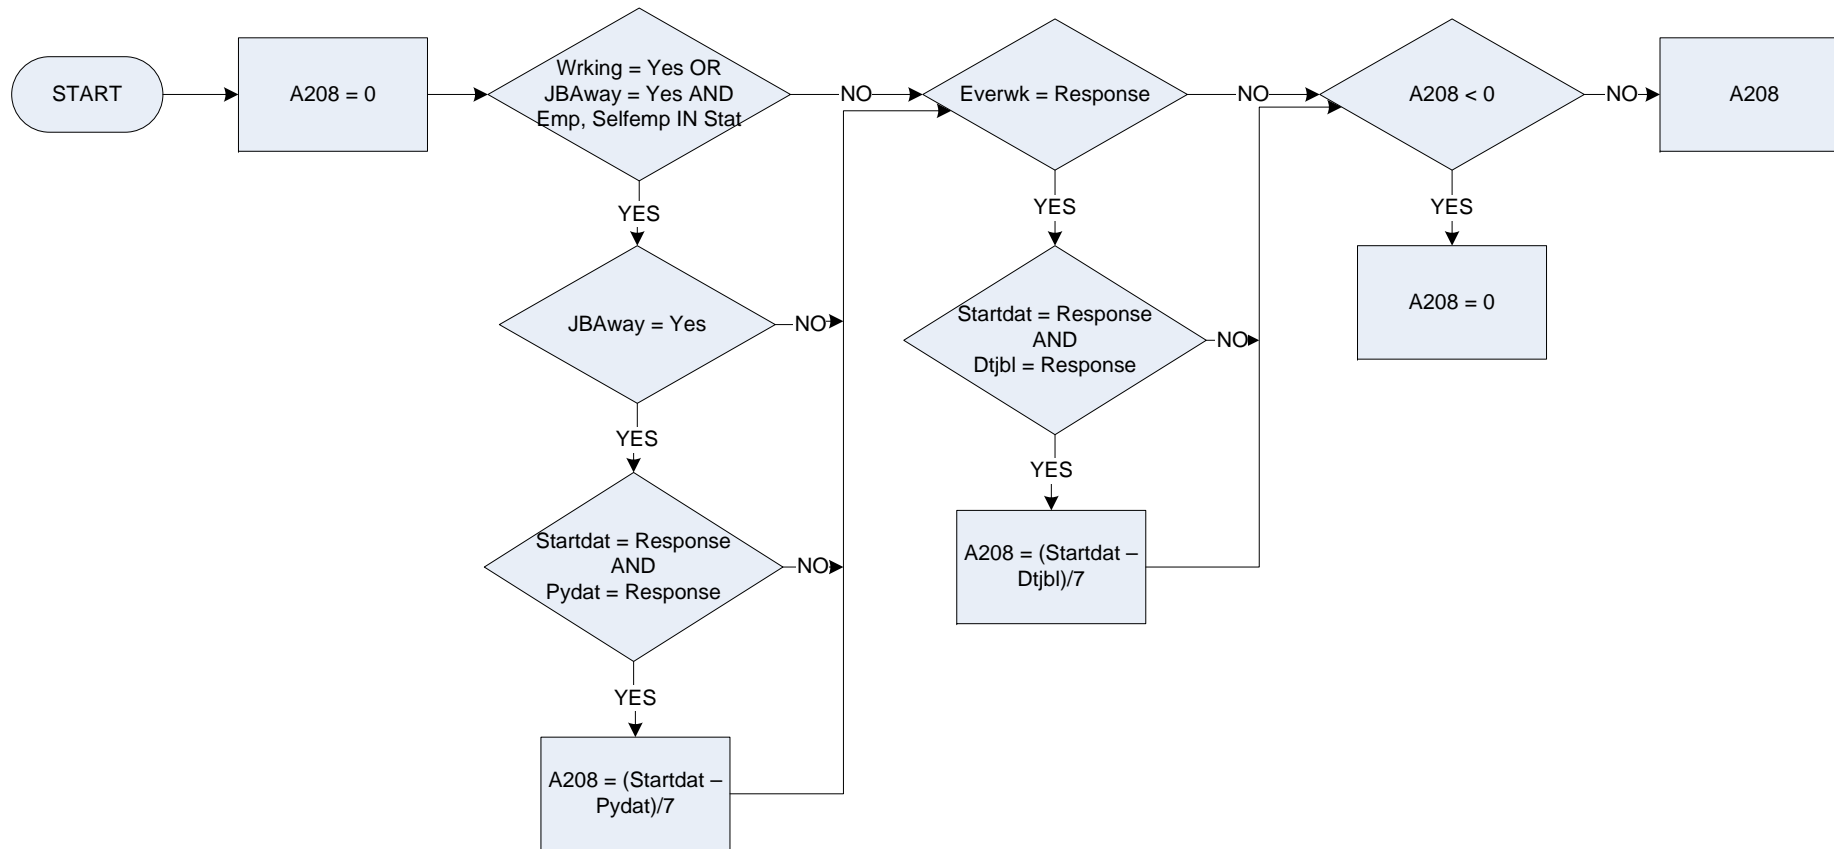 START
A208 = 0
Wrking = Yes OR
JBAway = Yes AND
Emp, Selfemp IN Stat
NO
Everwk = Response
NO
A208 < 0
NO
A208
YES
YES
YES
JBAway = Yes
NO
Startdat = Response
AND
Dtjbl = Response
NO
A208 = 0
YES
YES
Startdat = Response
AND
Pydat = Response
NO
A208 = (Startdat –
Dtjbl)/7
YES
A208 = (Startdat –
Pydat)/7